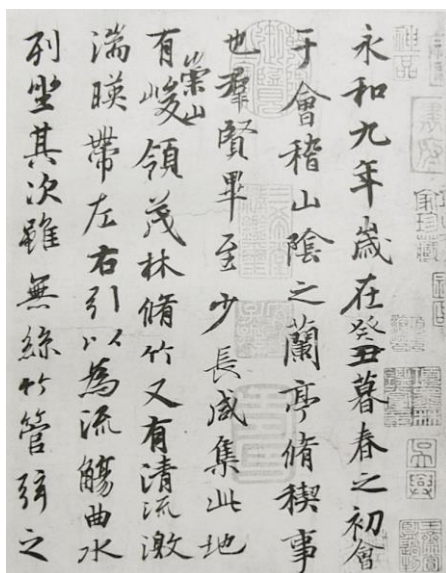 永和九年歲在癸丑暮春之初會
于會稽山陰之蘭亭脩稧事
也羣賢畢至少長咸集此地
有崇山峻領茂林脩竹又有清流激
湍暎帶左右引以為流觴曲水
列坐其次雖無絲竹管弦之